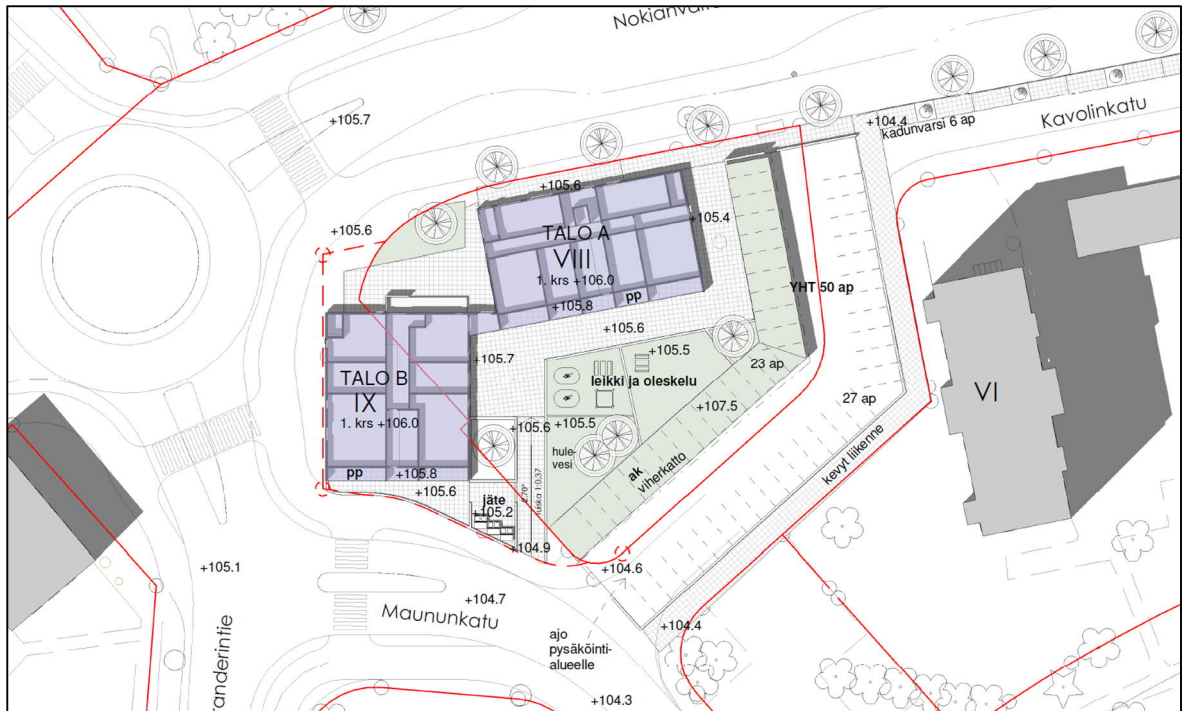 +105.7
+104.4
kadunvarsi 6 ap
Kavolinkatu
+105.6
+105.6
+105.4
TALO A
VIII
1. krs +106.0
+105.8
pp
YHT 50 ap
+105.6
+105.7
+105.5
TALO B
IX
1. krs +106.0
leikki ja oleskelu
23 ap
+107.5
27 ap
VI
+105.6
+105.5
hule-
vesi
ak
viherkatto
kevyt liikenne
pp
+105.8
+105.6
jäte
+105.2
+104.9
+104.6
+105.1
+104.7
Maununkatu
ajo
pysäköinti-
alueelle
+104.4
+104.3